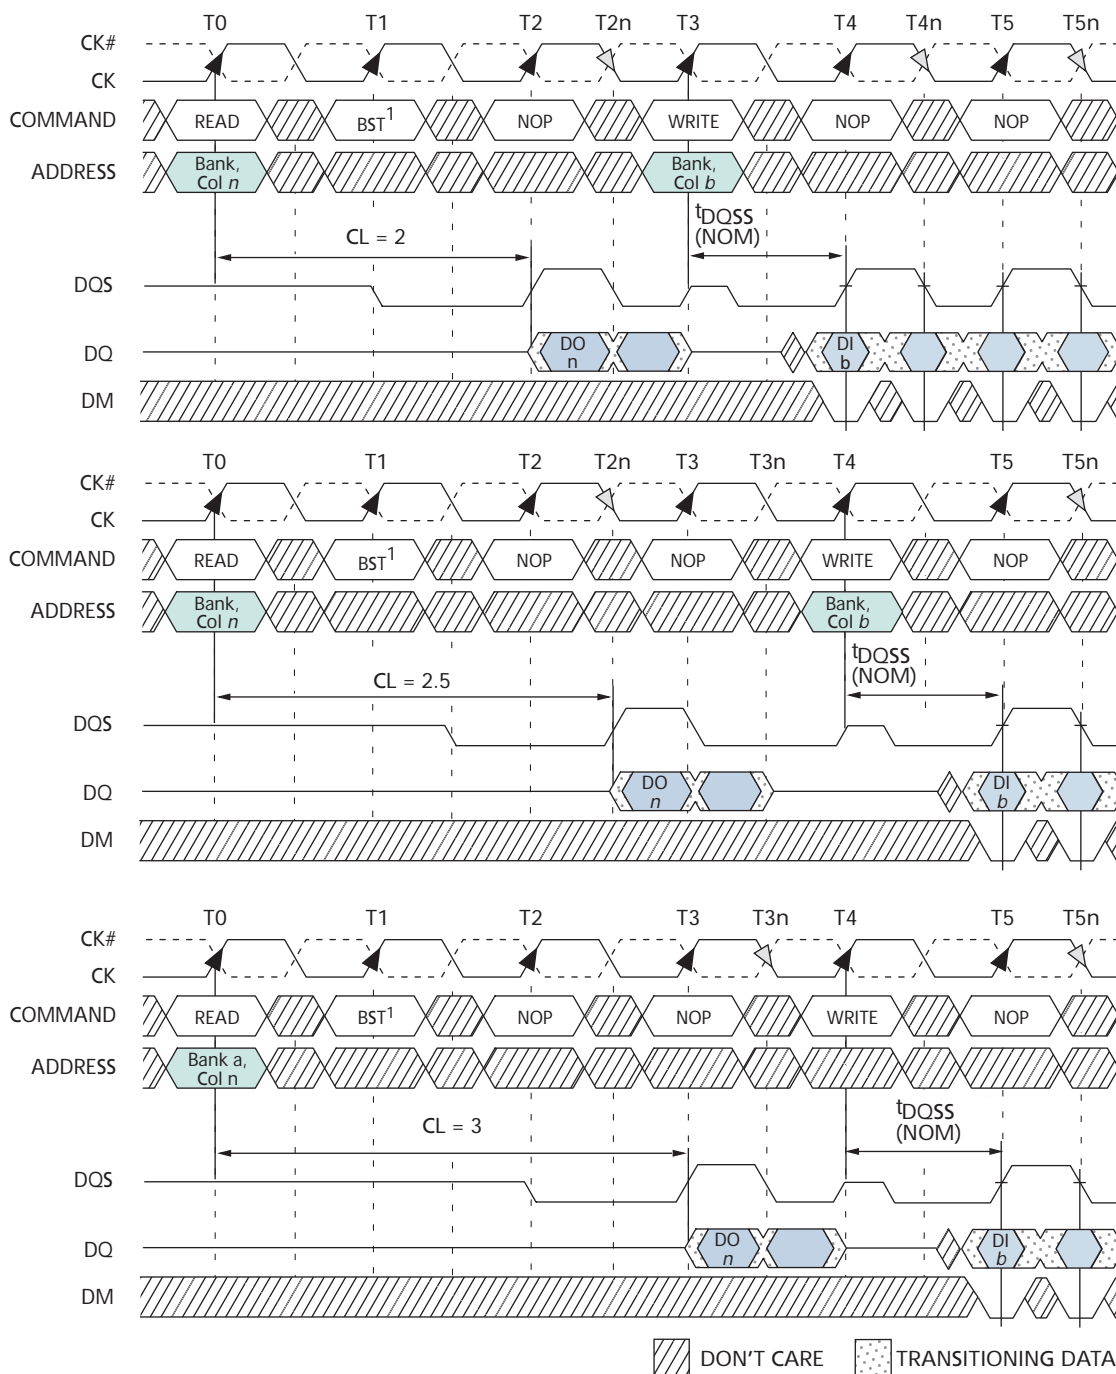 T0 T1 T2 T2n T3 T4 T4n T5 T5n
CK#
CK
COMMAND READ BST1 NOP WRITE NOP NOP
ADDRESS Bank, Col n Bank, Col b
CL = 2 tDQSS (NOM)
DQS
DQ DO n DI b
DM
T0 T1 T2 T2n T3 T3n T4 T5 T5n
CK#
CK
COMMAND READ BST1 NOP NOP WRITE NOP
ADDRESS Bank, Col n Bank, Col b
CL = 2.5 tDQSS (NOM)
DQS
DQ DO n DI b
DM
T0 T1 T2 T3 T3n T4 T5 T5n
CK#
CK
COMMAND READ BST1 NOP NOP WRITE NOP
ADDRESS Bank a, Col n
CL = 3 tDQSS (NOM)
DQS
DQ DO n DI b
DM
DON'T CARE TRANSITIONING DATA